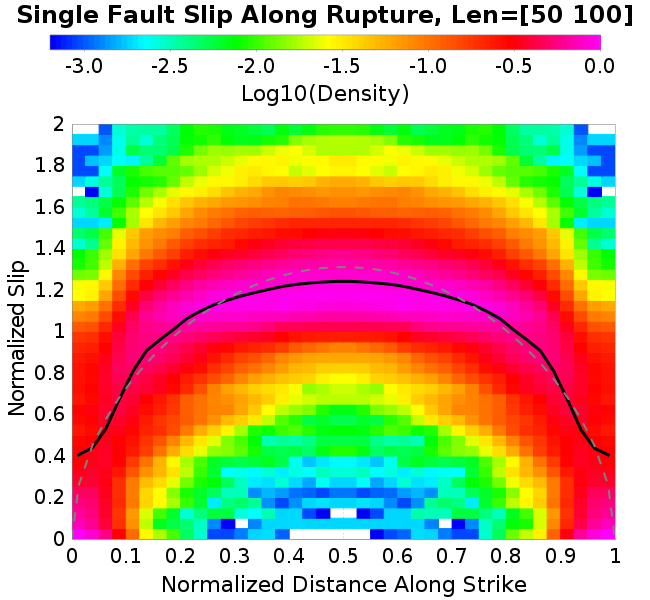 Single Fault Slip Along Rupture, Len=[50 100]
-3.0 -2.5 -2.0 -1.5 -1.0 -0.5 0.0
Log10(Density)
2
1.8
1.6
1.4
1.2
1
0.8
0.6
0.4
0.2
0
Normalized Slip
0 0.1 0.2 0.3 0.4 0.5 0.6 0.7 0.8 0.9 1
Normalized Distance Along Strike